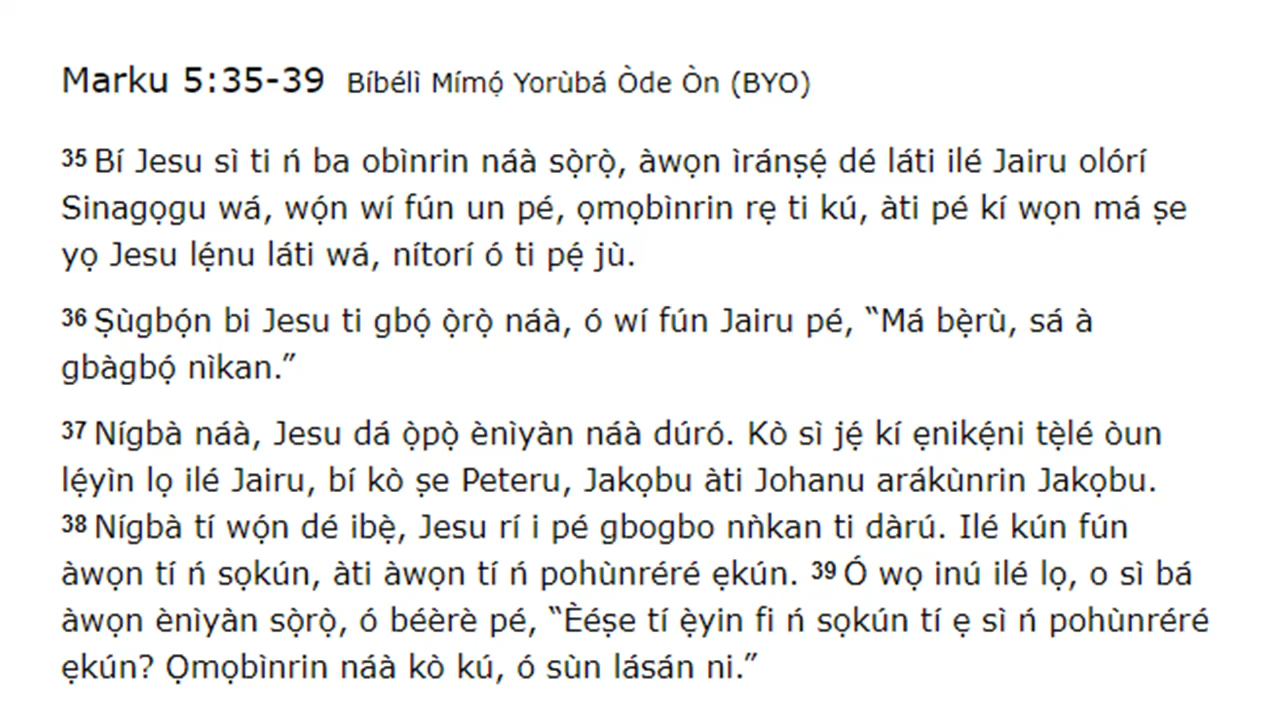 Marku 5:35-39 Bíbélì Mímọ́ Yorùbá Òde Òn (BYO)
35 Bí Jesu sì ti ń ba obìnrin náà sọ̀rọ̀, àwọn ìránṣẹ́ dé láti ilé Jairu olórí
Sinagọgu wá, wọ́n wí fún un pé, ọmọbìnrin rẹ ti kú, àti pé kí wọn má ṣe
yọ Jesu lẹ́nu láti wá, nítorí ó ti pẹ́ jù.
36 Ṣùgbọ́n bi Jesu ti gbọ́ ọ̀rọ̀ náà, ó wí fún Jairu pé, “Má bẹ̀rù, sá à
gbàgbọ́ nìkan.”
37 Nígbà náà, Jesu dá ọ̀pọ̀ ènìyàn náà dúró. Kò sì jẹ́ kí ẹnikẹ́ni tẹ̀lé òun
lẹ́yìn lọ ilé Jairu, bí kò ṣe Peteru, Jakọbu àti Johanu arákùnrin Jakọbu.
38 Nígbà tí wọ́n dé ibẹ̀, Jesu rí i pé gbogbo nǹkan ti dàrú. Ilé kún fún
àwọn tí ń sọkún, àti àwọn tí ń pohùnréré ẹkún. 39 Ó wọ inú ilé lọ, o sì bá
àwọn ènìyàn sọ̀rọ̀, ó béèrè pé, “Èéṣe tí ẹ̀yin fi ń sọkún tí ẹ sì ń pohùnréré
ẹkún? Ọmọbìnrin náà kò kú, ó sùn lásán ni.”